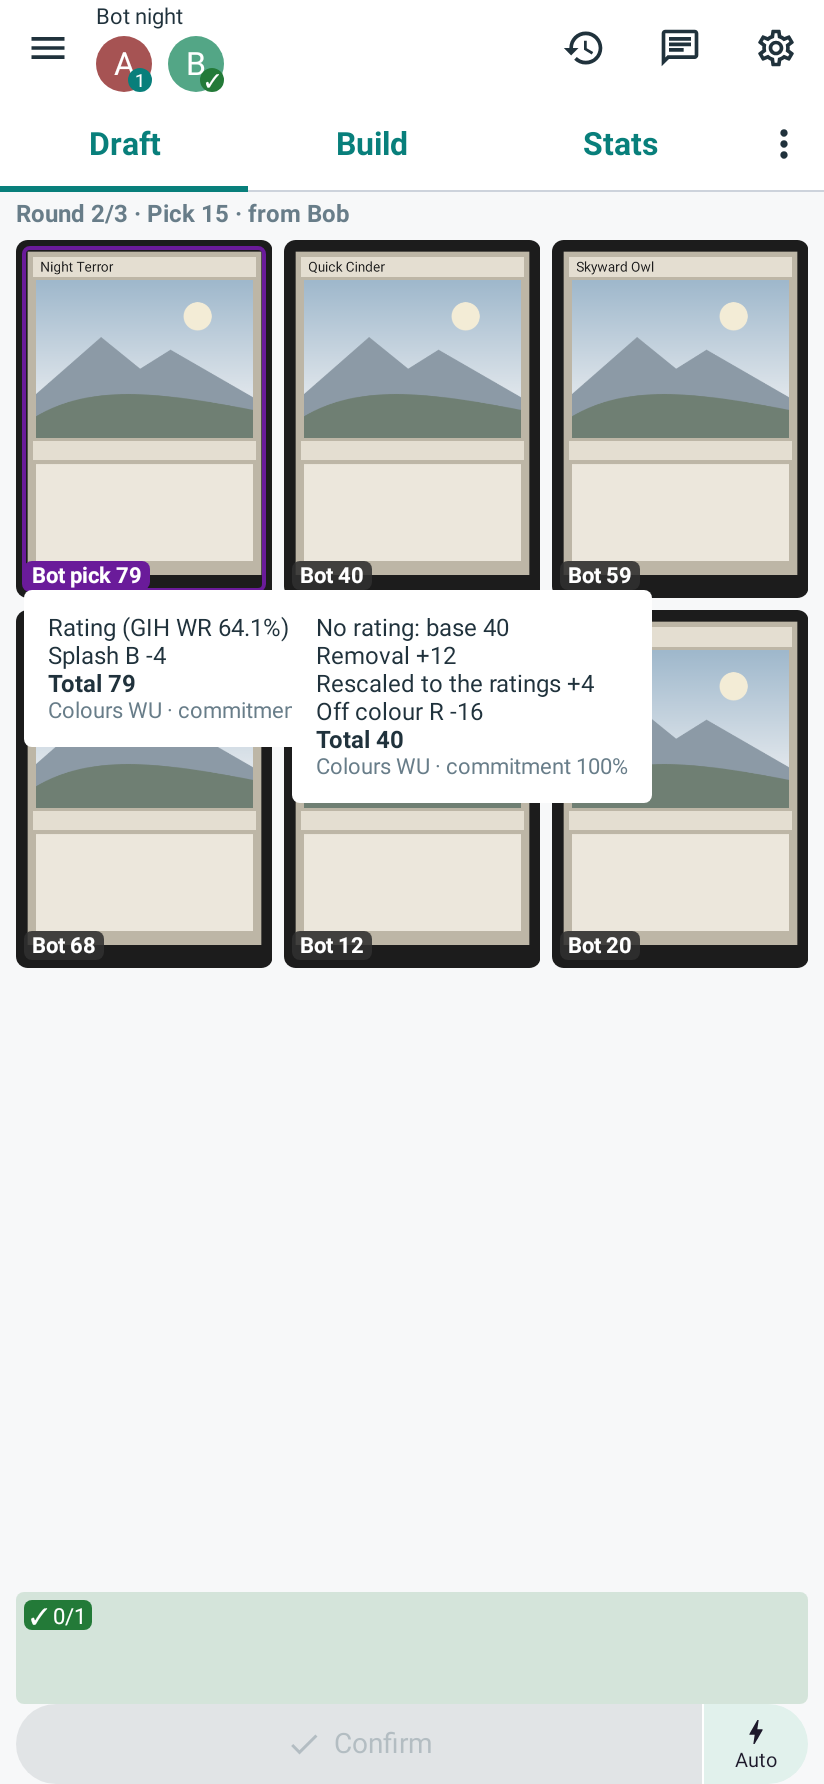 Bot night
A 1 B ✓
Draft Build Stats
Round 2/3 · Pick 15 · from Bob
Night Terror
Quick Cinder
Skyward Owl
Bot pick 79
Bot 40
Bot 59
Rating (GIH WR 64.1%)
Splash B -4
Total 79
Colours WU ·
No rating: base 40
Removal +12
Rescaled to the ratings +4
Off colour R -16
Total 40
Colours WU · commitment 100%
Bot 68
Bot 12
Bot 20
✓ 0/1
Confirm
Auto